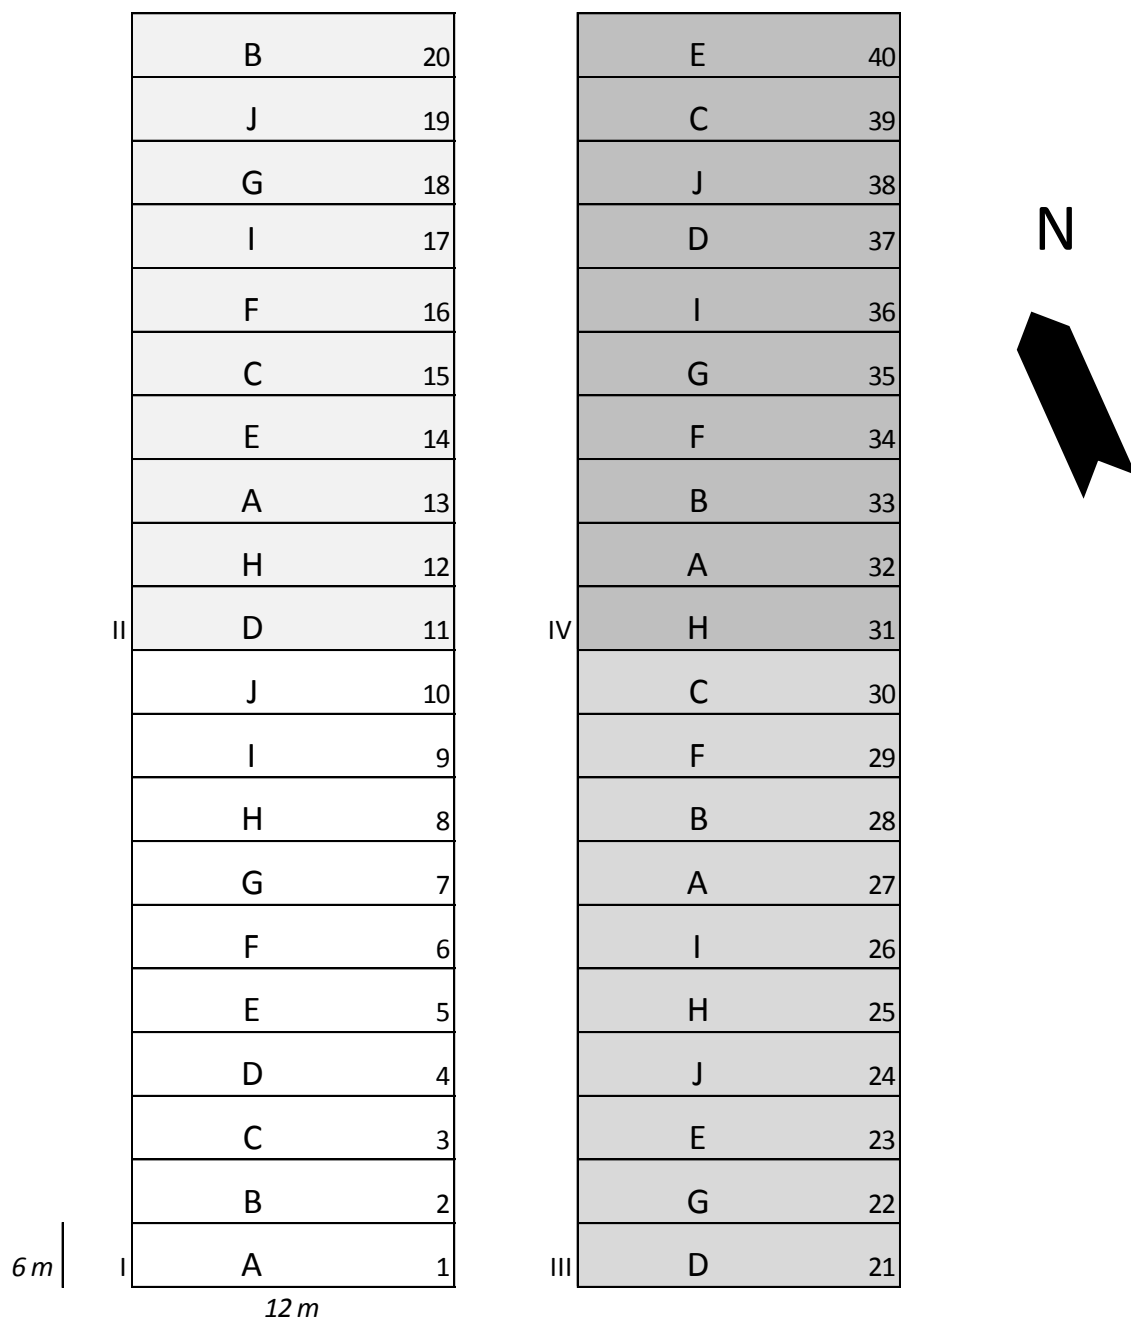 B 20 E 40
J 19 C 39
G 18 J 38
N
I 17 D 37
F 16 I 36
C 15 G 35
E 14 F 34
A 13 B 33
H 12 A 32
II D 11 IV H 31
J 10 C 30
I 9 F 29
H 8 B 28
G 7 A 27
F 6 I 26
E 5 H 25
D 4 J 24
C 3 E 23
B 2 G 22
6 m I A 1 III D 21
12 m